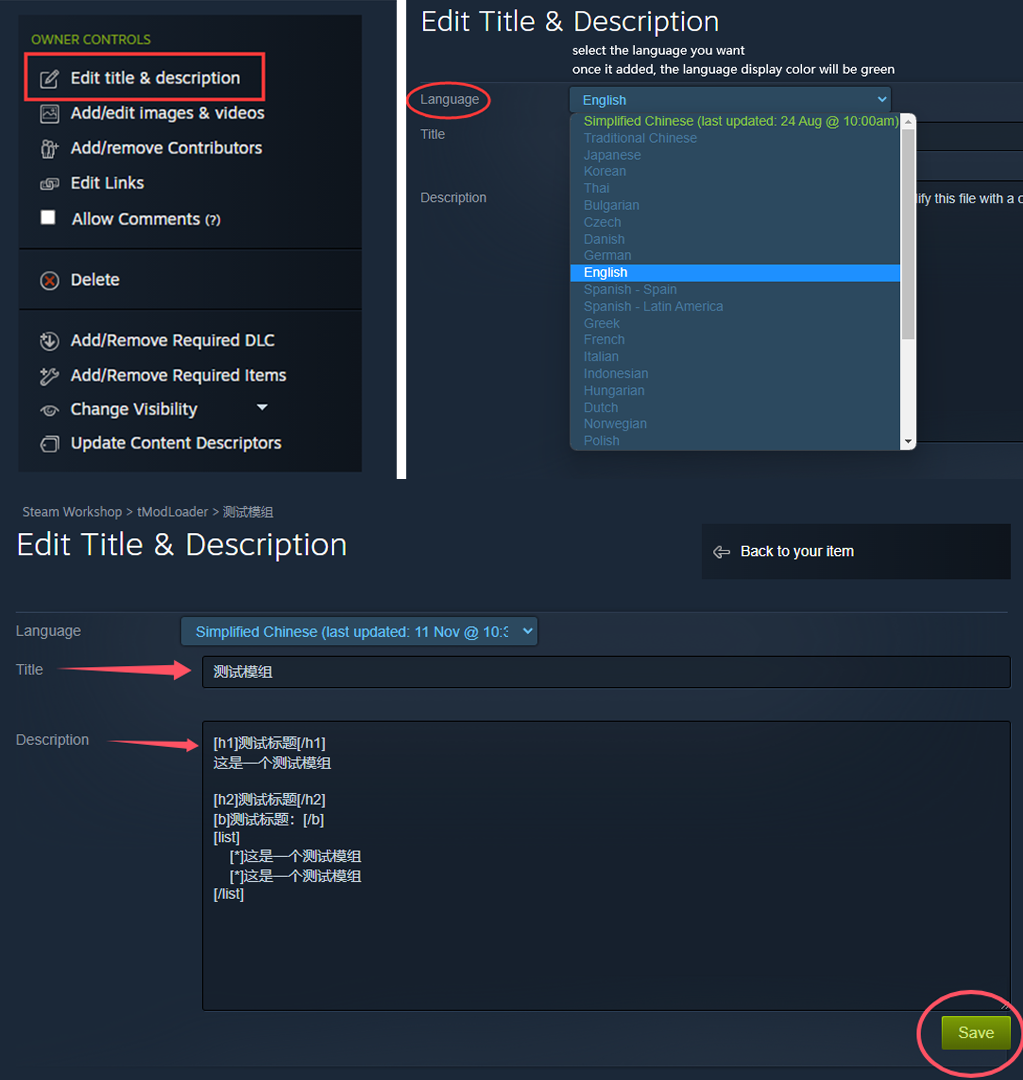 OWNER CONTROLS
Edit title & description
Add/edit images & videos
Add/remove Contributors
Edit Links
Allow Comments (?)
Delete
Add/Remove Required DLC
Add/Remove Required Items
Change Visibility
Update Content Descriptors
Edit Title & Description
select the language you want
once it added, the language display color will be green
Language
English
Title
Description
Simplified Chinese (last updated: 24 Aug @ 10:00am)
Traditional Chinese
Japanese
Korean
Thai
Bulgarian
Czech
Danish
German
English
Spanish - Spain
Spanish - Latin America
Greek
French
Italian
Indonesian
Hungarian
Dutch
Norwegian
Polish
ify this file with a
Steam Workshop > tModLoader > 测试模组
Edit Title & Description
Back to your item
Language
Simplified Chinese (last updated: 11 Nov @ 10:3
Title
测试模组
Description
[h1]测试标题[/h1]
这是一个测试模组
[h2]测试标题[/h2]
[b]测试标题：[/b]
[list]
[*]这是一个测试模组
[*]这是一个测试模组
[/list]
Save